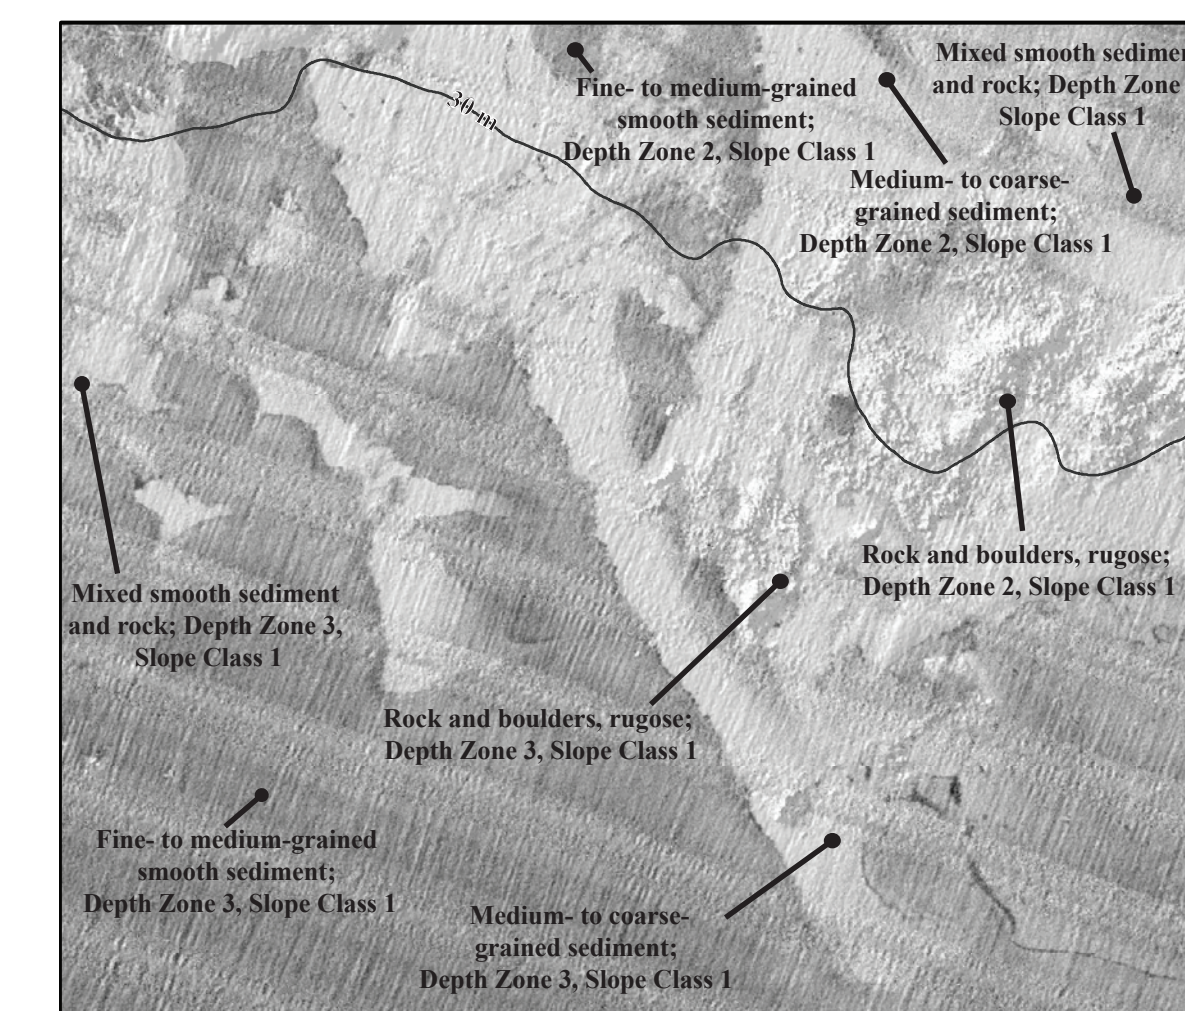 30 m
Fine- to medium-grained
smooth sediment;
Depth Zone 2, Slope Class 1
Mixed smooth
and rock; Depth Zone
Slope Class 1
Medium- to coarse-
grained sediment;
Depth Zone 2, Slope Class 1
Rock and boulders, rugose;
Depth Zone 2, Slope Class 1
Mixed smooth sediment
and rock; Depth Zone 3,
Slope Class 1
Rock and boulders, rugose;
Depth Zone 3, Slope Class 1
Fine- to medium-grained
smooth sediment;
Depth Zone 3, Slope Class 1
Medium- to coarse-
grained sediment;
Depth Zone 3, Slope Class 1